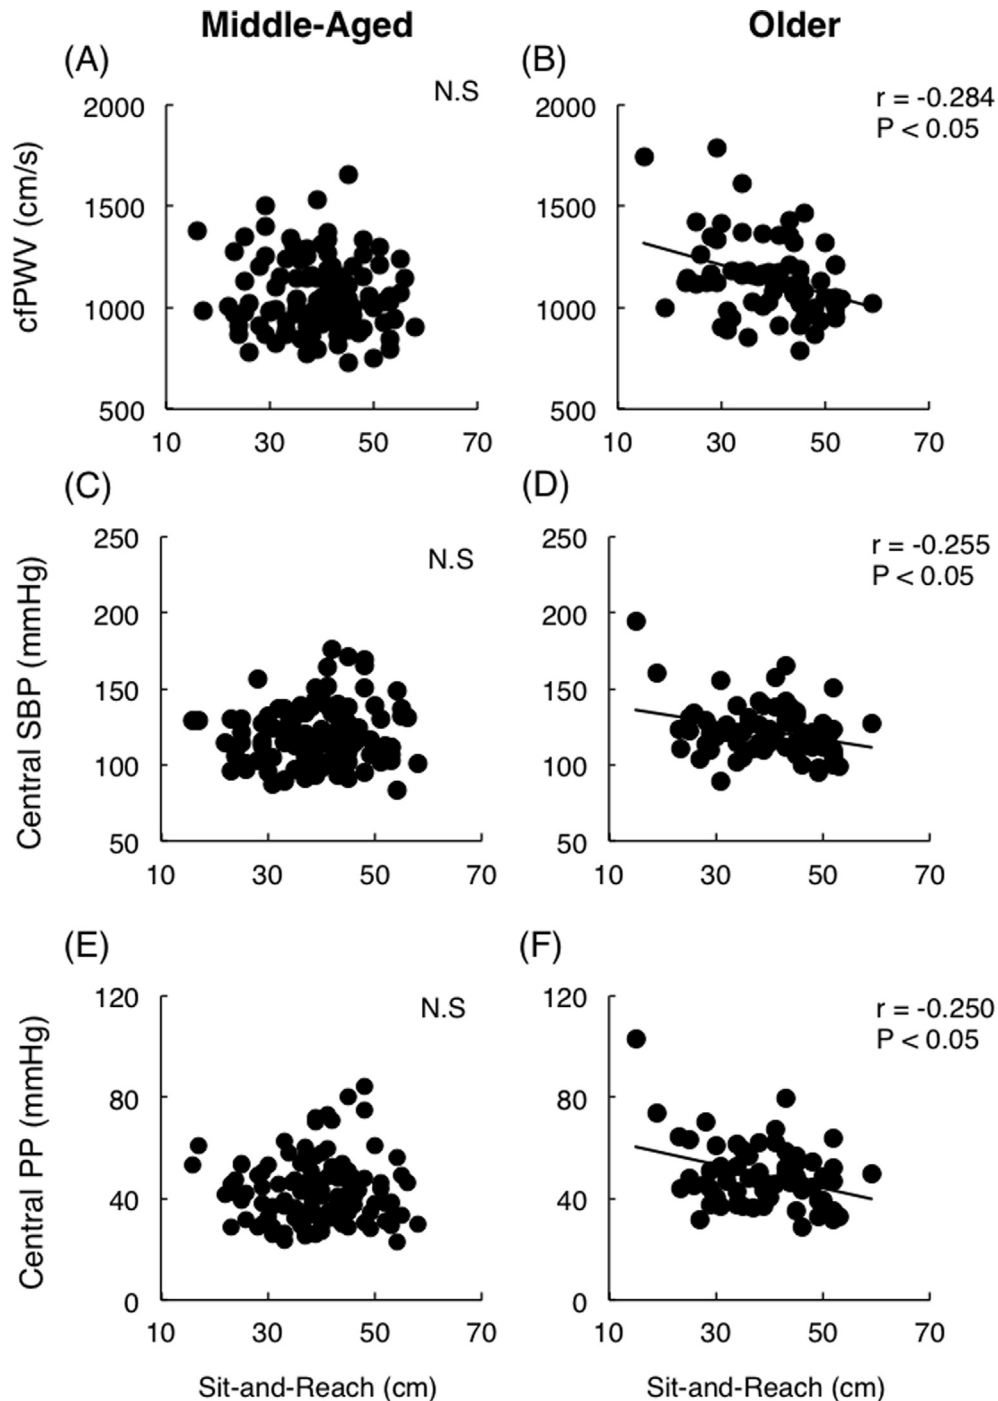 Middle-Aged
Older
(A)
(B)
N.S
r = -0.284
P < 0.05
cfPWV (cm/s)
2000
1500
1000
500
10 30 50 70
2000
1500
1000
500
10 30 50 70
(C)
(D)
N.S
r = -0.255
P < 0.05
Central SBP (mmHg)
250
200
150
100
50
10 30 50 70
250
200
150
100
50
10 30 50 70
(E)
(F)
N.S
r = -0.250
P < 0.05
Central PP (mmHg)
120
80
40
0
10 30 50 70
120
80
40
0
10 30 50 70
Sit-and-Reach (cm)
Sit-and-Reach (cm)